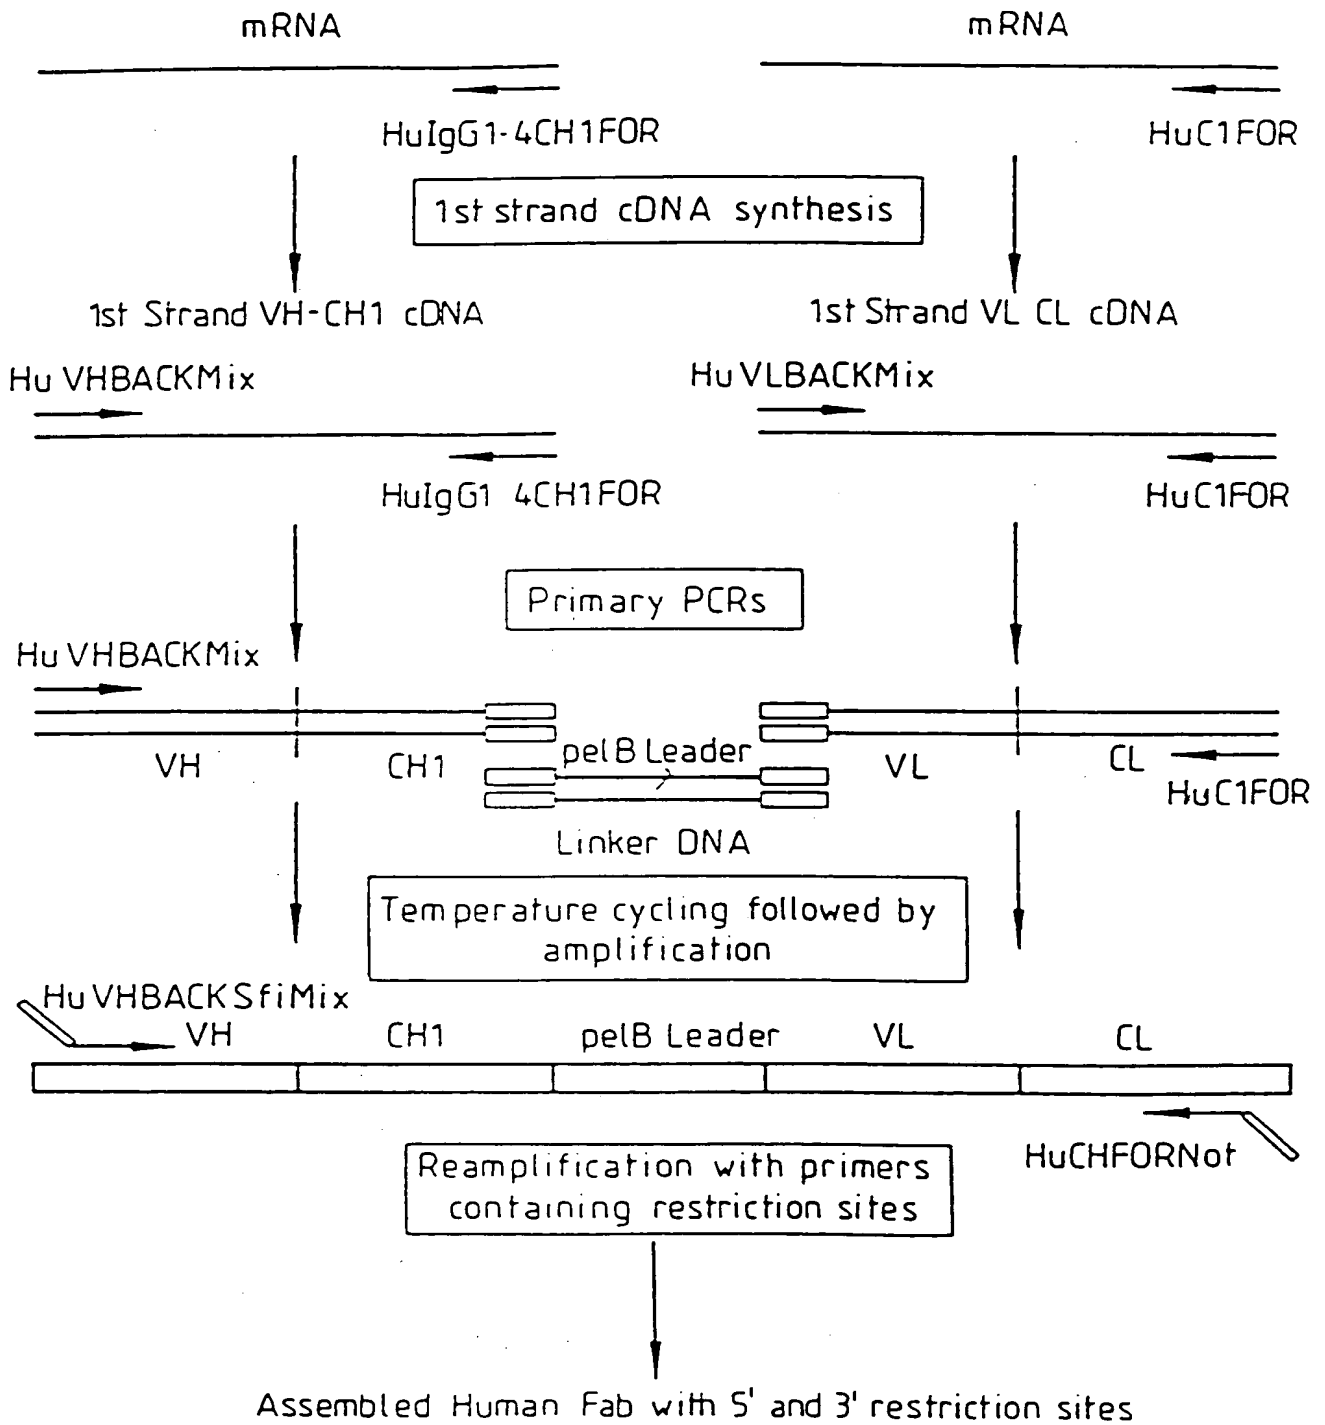 mRNA
mRNA
HuIgG1-4CH1FOR
HuC1FOR
1st strand cDNA synthesis
1st Strand VH-CH1 cDNA
1st Strand VL CL cDNA
Hu VHBACKMix
Hu VLBACKMix
HuIgG1 4CH1FOR
HuC1FOR
Primary PCRs
Hu VHBACKMix
VH
CH1
pelB Leader
VL
CL
HuC1FOR
Linker DNA
Temperature cycling followed by
amplification
Hu VHBACKSfiMix
VH
CH1
pelB Leader
VL
CL
HuCHFORNot
Reamplification with primers
containing restriction sites
Assembled Human Fab with 5' and 3' restriction sites